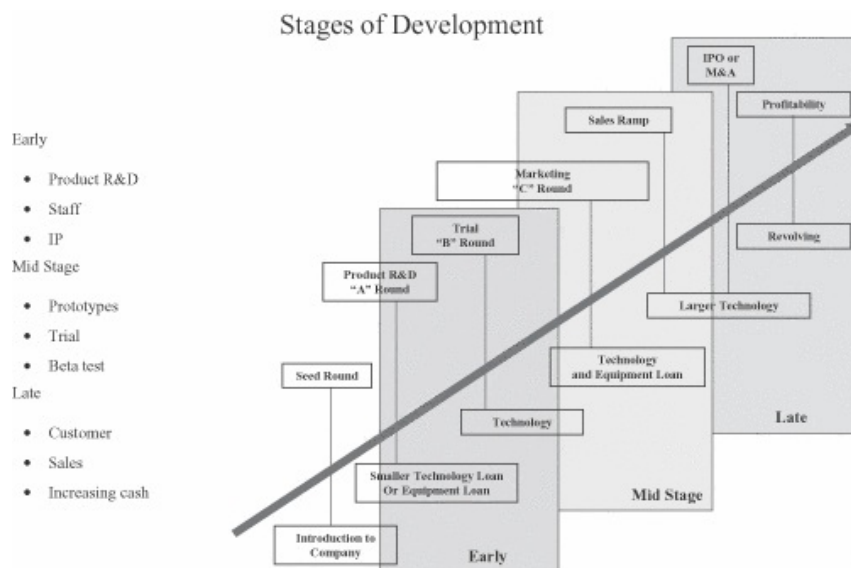 Stages of Development
Early
• Product R&D
• Staff
• IP
Mid Stage
• Prototypes
• Trial
• Beta test
Late
• Customer
• Sales
• Increasing cash
IPO or
M&A
Profitability
Sales Ramp
Marketing
“C” Round
Trial
“B” Round
Revolving
Product R&D
“A” Round
Larger Technology
Seed Round
Technology
and Equipment Loan
Technology
Late
Smaller Technology Loan
Or Equipment Loan
Mid Stage
Introduction to
Company
Early